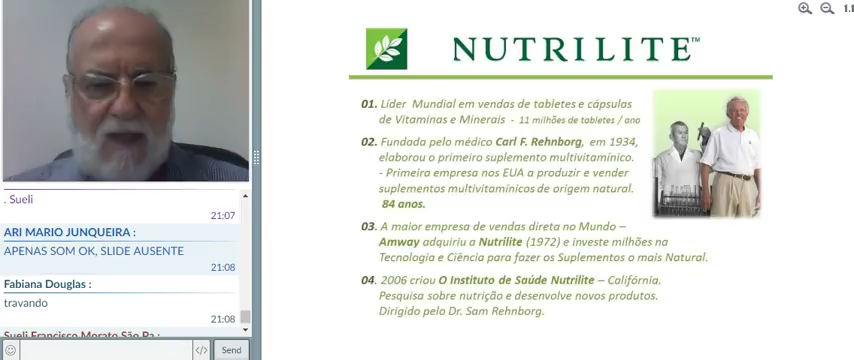 . Sueli
21:07
ARI MARIO JUNQUEIRA :
APENAS SOM OK, SLIDE AUSENTE
21:08
Fabiana Douglas :
travando
21:08
Sueli Francisco Morato São Pa :
Send
NUTRILITE™
01. Líder Mundial em vendas de tabletes e cápsulas
de Vitaminas e Minerais - 11 milhões de tabletes / ano
02. Fundada pelo médico Carl F. Rehnborg, em 1934,
elaborou o primeiro suplemento multivitamínico.
- Primeira empresa nos EUA a produzir e vender
suplementos multivitamínicos de origem natural.
84 anos.
03. A maior empresa de vendas direta no Mundo –
Amway adquiriu a Nutrilite (1972) e investe milhões na
Tecnologia e Ciência para fazer os Suplementos o mais Natural.
04. 2006 criou O Instituto de Saúde Nutrilite – Califórnia.
Pesquisa sobre nutrição e desenvolve novos produtos.
Dirigido pelo Dr. Sam Rehnborg.